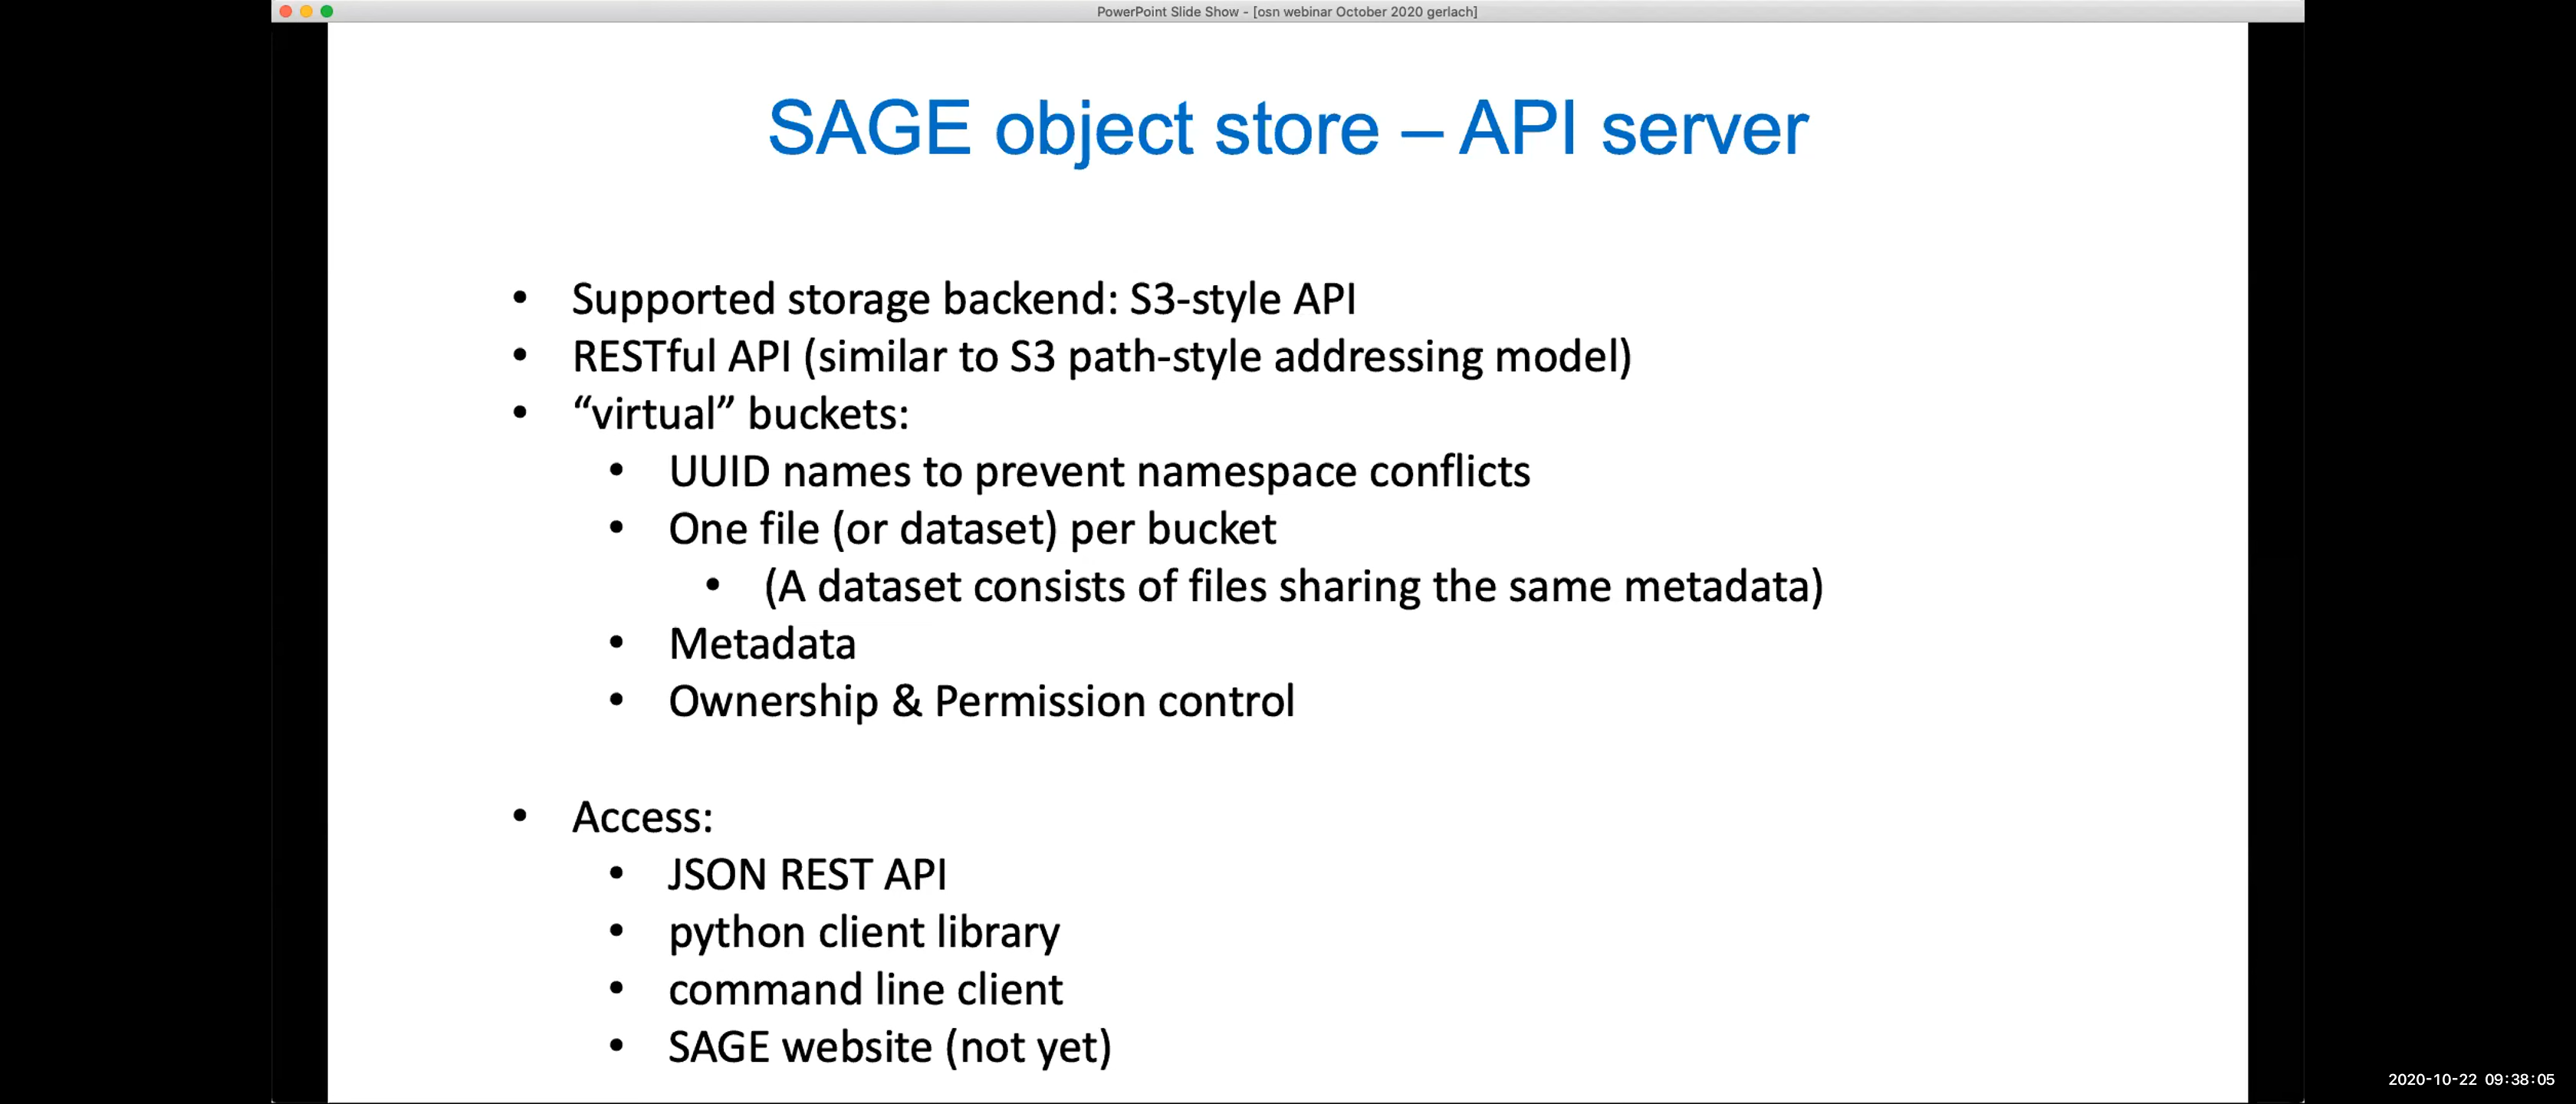 PowerPoint Slide Show - [osn webinar October 2020 gerlach]
SAGE object store – API server
• Supported storage backend: S3-style API
• RESTful API (similar to S3 path-style addressing model)
• “virtual” buckets:
• UUID names to prevent namespace conflicts
• One file (or dataset) per bucket
• (A dataset consists of files sharing the same metadata)
• Metadata
• Ownership & Permission control
• Access:
• JSON REST API
• python client library
• command line client
• SAGE website (not yet)
2020-10-22 09:38:05